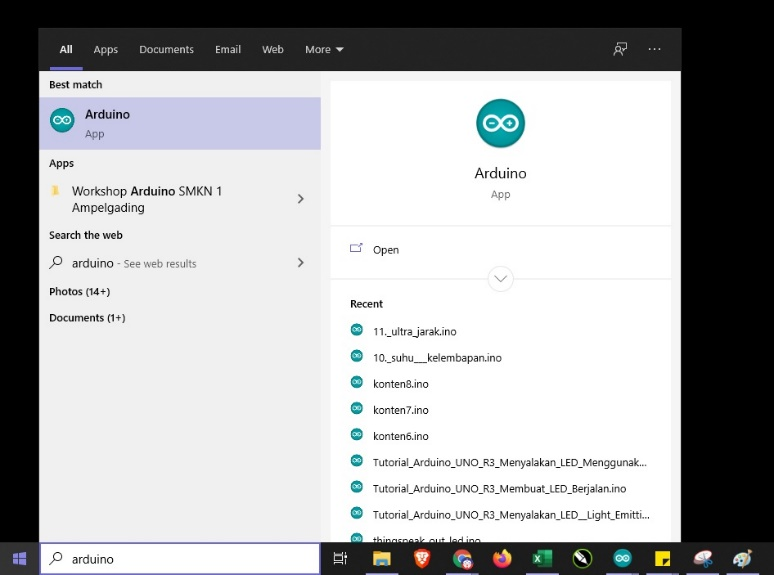 All Apps Documents Email Web More
Best match
Arduino
App
Apps
Workshop Arduino SMKN 1
Ampelgading
Search the web
arduino - See web results
Photos (14+)
Documents (1+)
Arduino
App
Open
Recent
11._ultra_jarak.ino
10._suhu___kelembapan.ino
konten8.ino
konten7.ino
konten6.ino
Tutorial_Arduino_UNO_R3_Menyalakan_LED_Menggunak...
Tutorial_Arduino_UNO_R3_Membuat_LED_Berjalan.ino
Tutorial_Arduino_UNO_R3_Menyalakan_LED__Light_Emitti...
thingspeak_out_led.ino
arduino